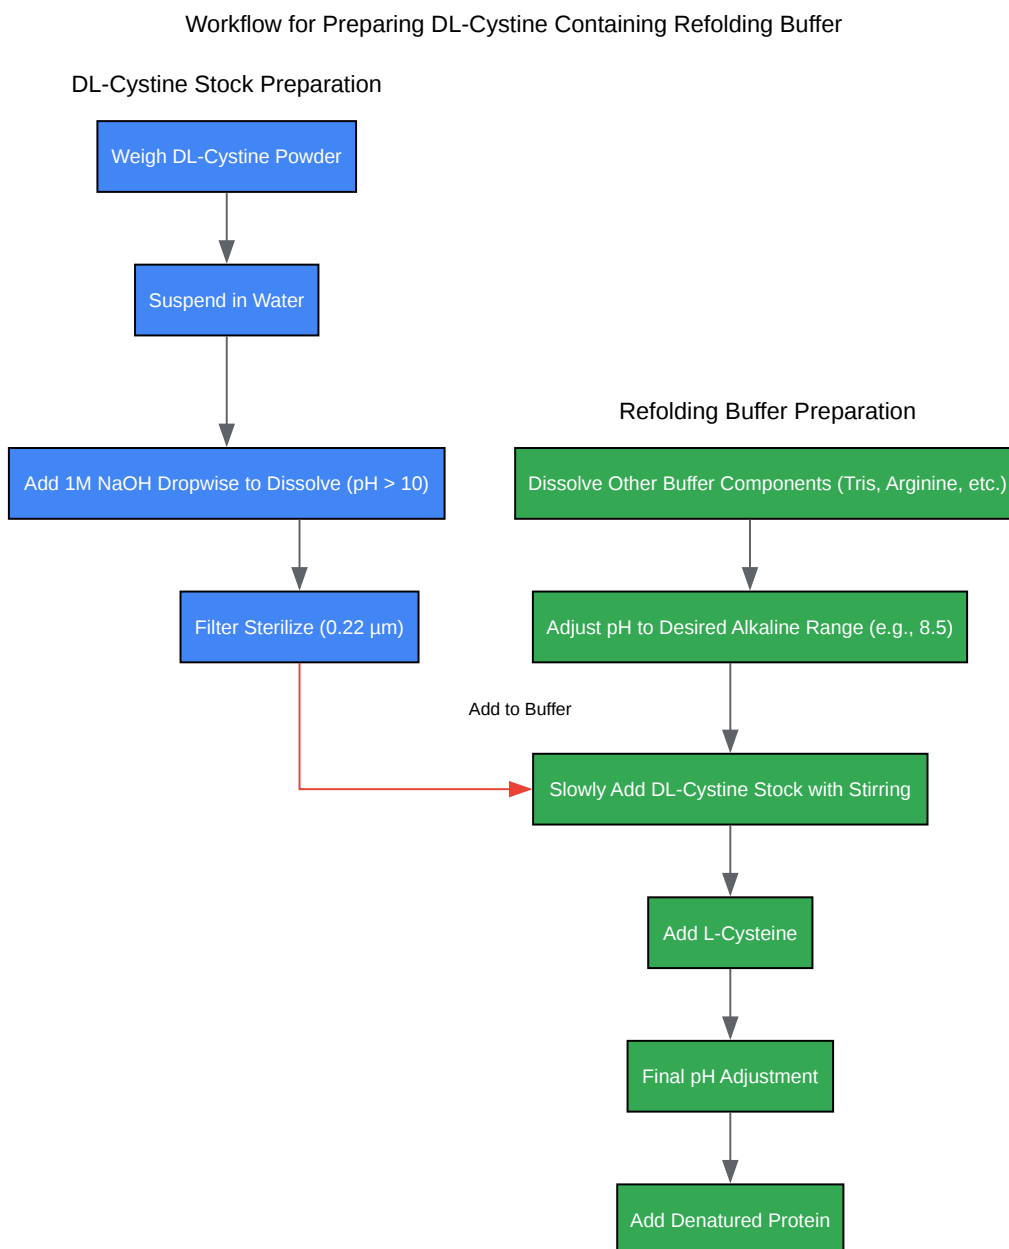 Workflow for Preparing DL-Cystine Containing Refolding Buffer
DL-Cystine Stock Preparation
Weigh DL-Cystine Powder
Suspend in Water
Add 1M NaOH Dropwise to Dissolve (pH > 10)
Filter Sterilize (0.22 µm)
Refolding Buffer Preparation
Dissolve Other Buffer Components (Tris, Arginine, etc.)
Adjust pH to Desired Alkaline Range (e.g., 8.5)
Add to Buffer
Slowly Add DL-Cystine Stock with Stirring
Add L-Cysteine
Final pH Adjustment
Add Denatured Protein